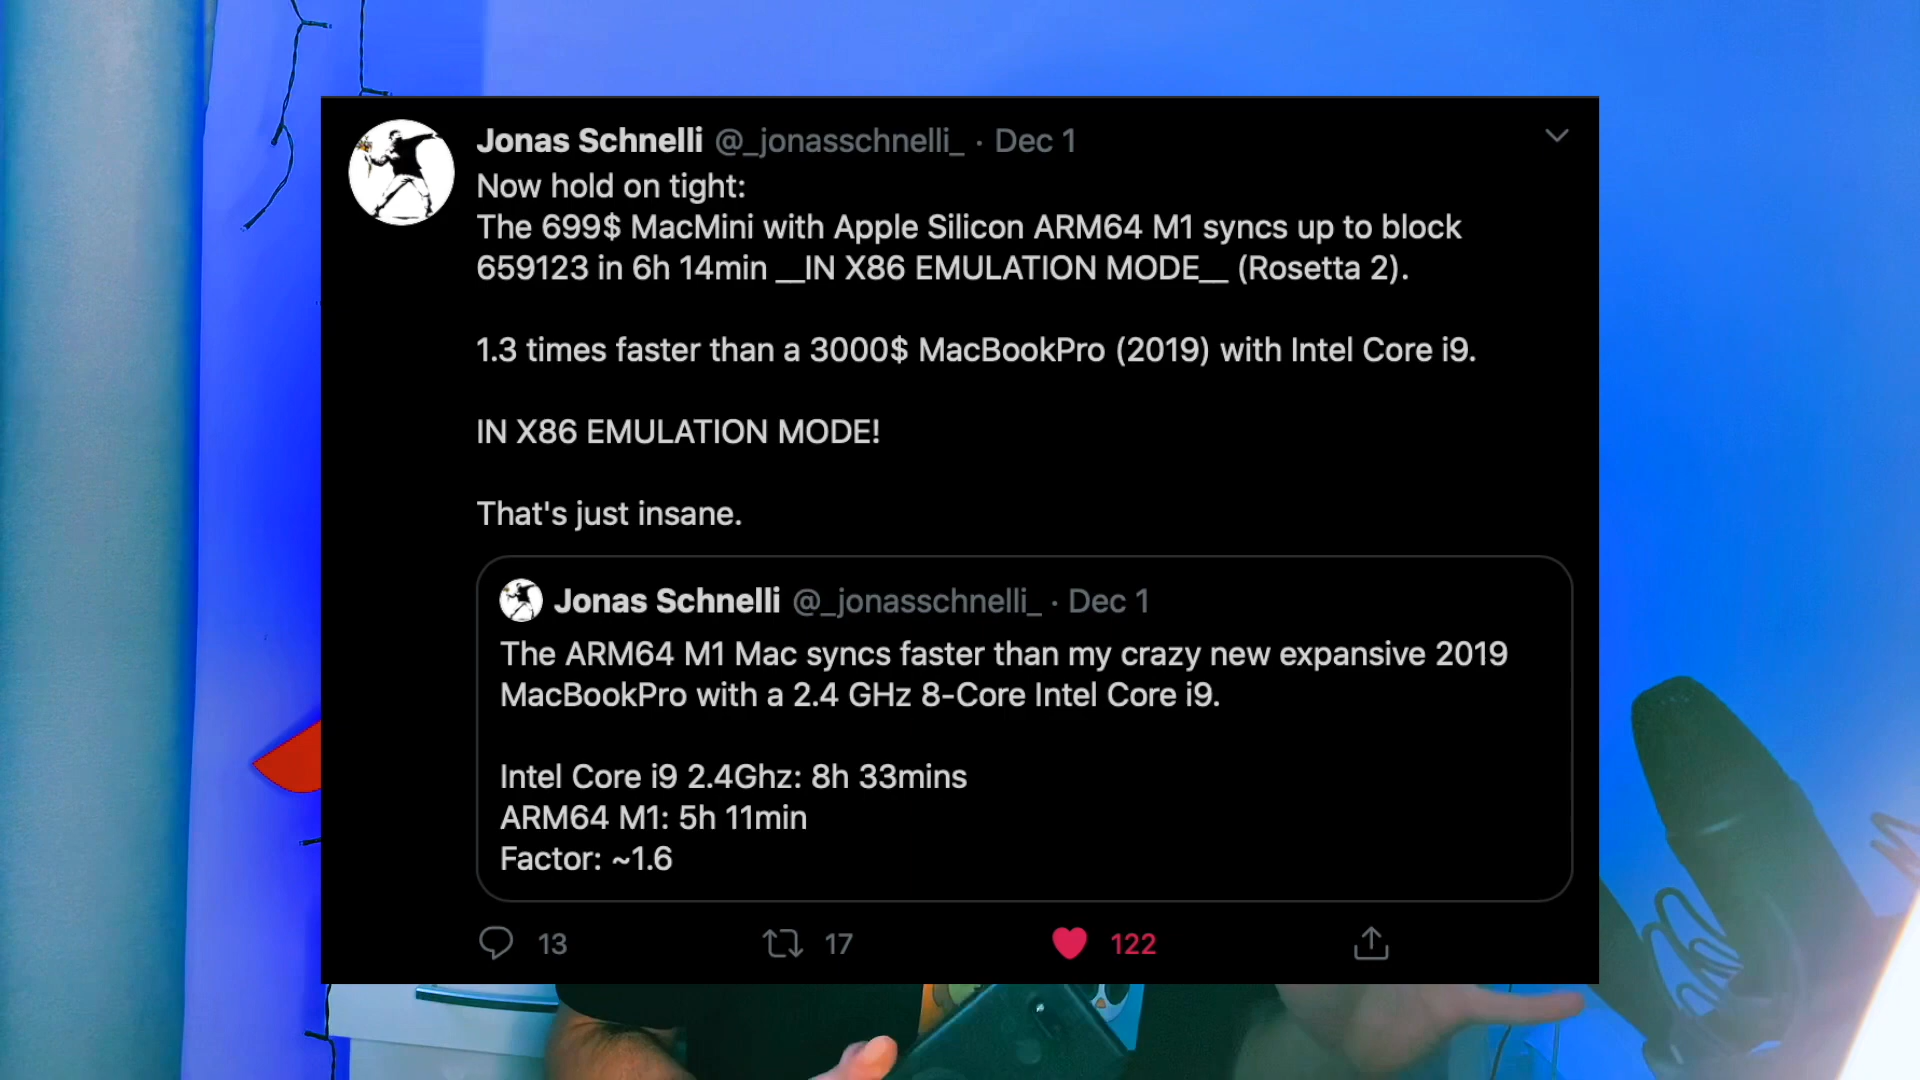 Jonas Schnelli @_jonasschnelli_ · Dec 1
Now hold on tight:
The 699$ MacMini with Apple Silicon ARM64 M1 syncs up to block
659123 in 6h 14min __IN X86 EMULATION MODE__ (Rosetta 2).
1.3 times faster than a 3000$ MacBookPro (2019) with Intel Core i9.
IN X86 EMULATION MODE!
That's just insane.
Jonas Schnelli @_jonasschnelli_ · Dec 1
The ARM64 M1 Mac syncs faster than my crazy new expansive 2019
MacBookPro with a 2.4 GHz 8-Core Intel Core i9.
Intel Core i9 2.4Ghz: 8h 33mins
ARM64 M1: 5h 11min
Factor: ~1.6
13 17 122